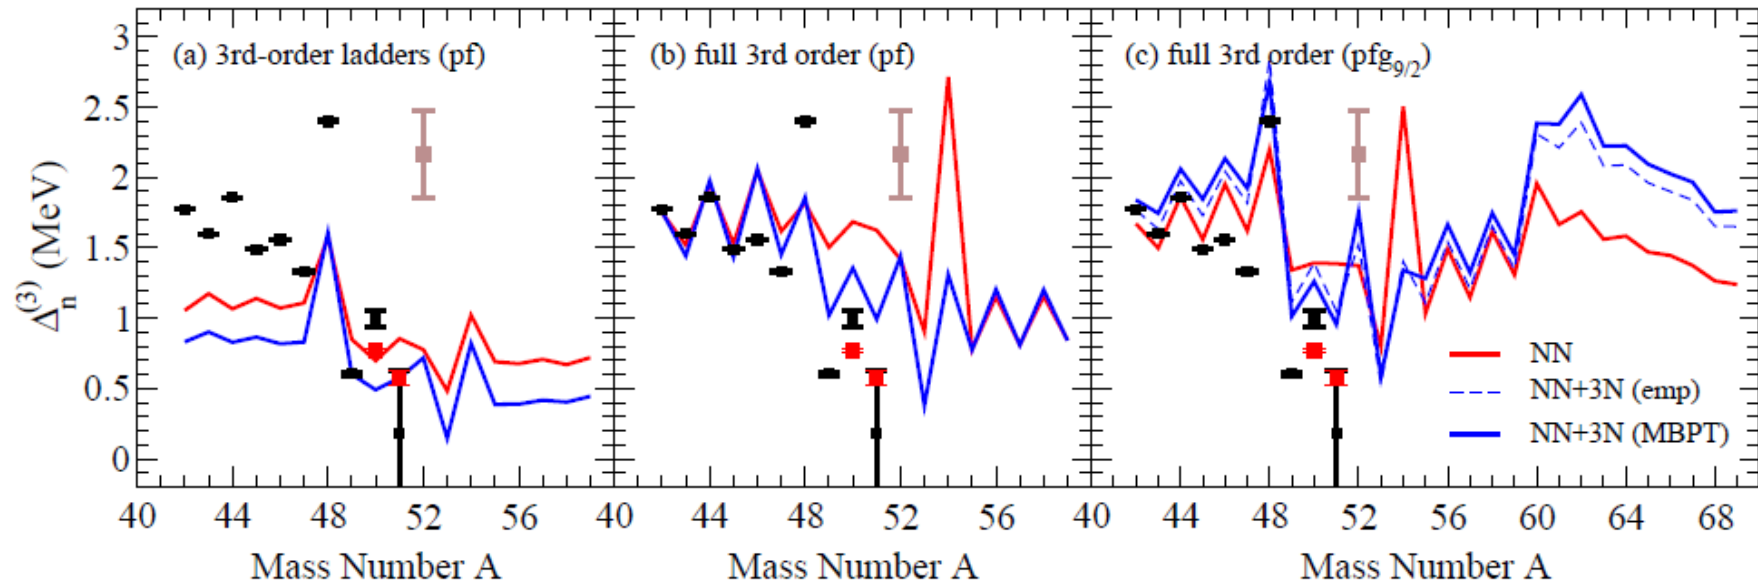 (a) 3rd-order ladders (pf)
(b) full 3rd order (pf)
(c) full 3rd order (pfg9/2)
Δn(3) (MeV)
3
2.5
2
1.5
1
0.5
0
NN
NN+3N (emp)
NN+3N (MBPT)
40 44 48 52 56 40 44 48 52 56 40 44 48 52 56 60 64 68
Mass Number A Mass Number A Mass Number A